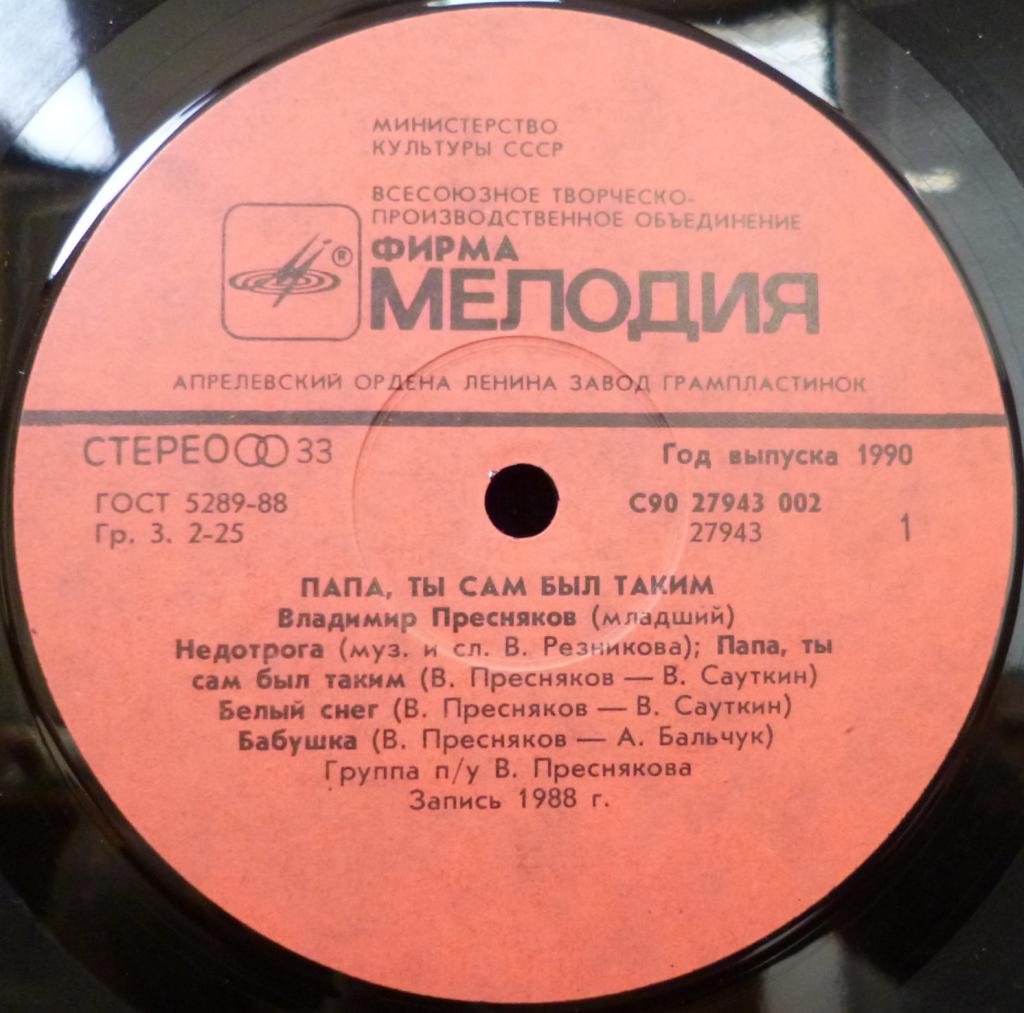 МИНИСТЕРСТВО
КУЛЬТУРЫ СССР
ВСЕСОЮЗНОЕ ТВОРЧЕСКО-
ПРОИЗВОДСТВЕННОЕ ОБЪЕДИНЕНИЕ
ФИРМА
®
МЕЛОДИЯ
АПРЕЛЕВСКИЙ ОРДЕНА ЛЕНИНА ЗАВОД ГРАМПЛАСТИНОК
СТЕРЕО 33
Год выпуска 1990
ГОСТ 5289-88
С90 27943 002
Гр. 3. 2-25
27943
1
ПАПА, ТЫ САМ БЫЛ ТАКИМ
Владимир Пресняков (младший)
Недотрога (муз. и сл. В. Резникова); Папа, ты
сам был таким (В. Пресняков — В. Сауткин)
Белый снег (В. Пресняков — В. Сауткин)
Бабушка (В. Пресняков — А. Бальчук)
Группа п/у В. Преснякова
Запись 1988 г.